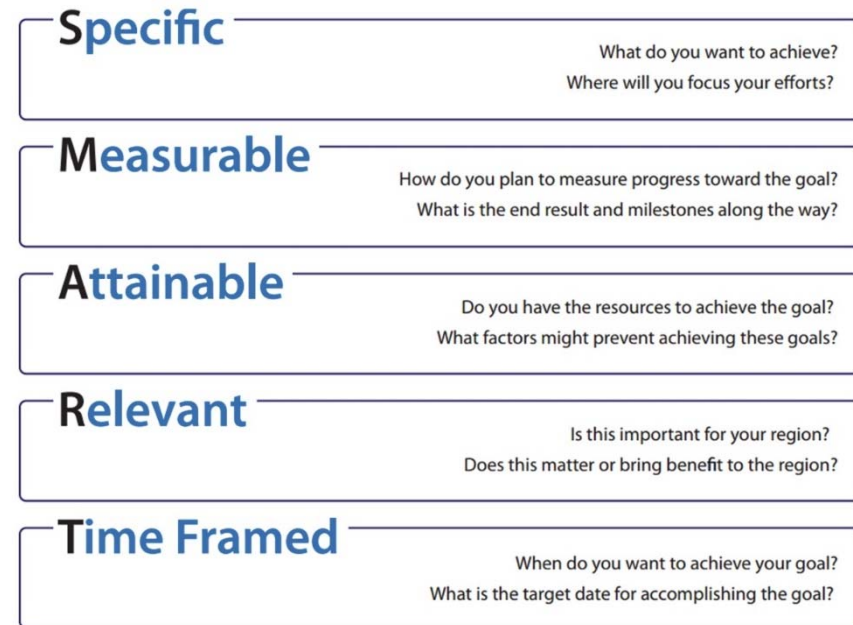 Specific
What do you want to achieve?
Where will you focus your efforts?
Measurable
How do you plan to measure progress toward the goal?
What is the end result and milestones along the way?
Attainable
Do you have the resources to achieve the goal?
What factors might prevent achieving these goals?
Relevant
Is this important for your region?
Does this matter or bring benefit to the region?
Time Framed
When do you want to achieve your goal?
What is the target date for accomplishing the goal?